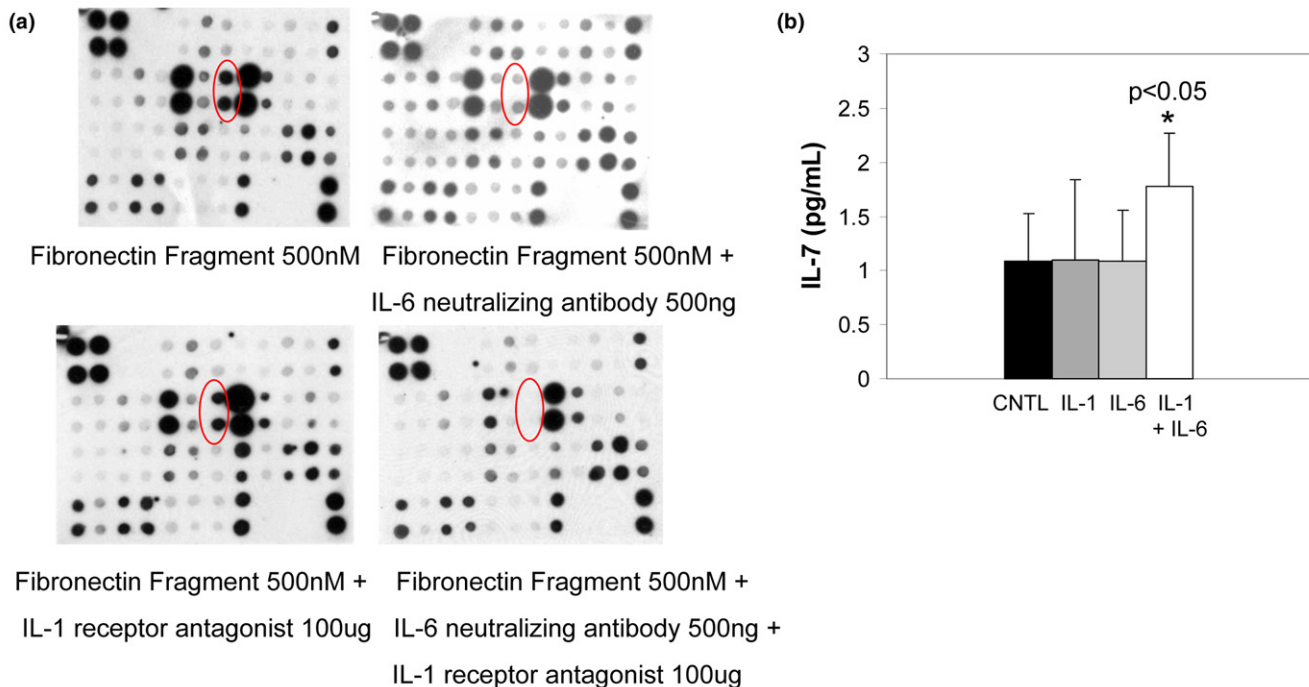 (a)
Fibronectin Fragment 500nM
Fibronectin Fragment 500nM +
IL-6 neutralizing antibody 500ng
Fibronectin Fragment 500nM +
IL-1 receptor antagonist 100ug
Fibronectin Fragment 500nM +
IL-6 neutralizing antibody 500ng +
IL-1 receptor antagonist 100ug
(b)
IL-7 (pg/mL)
3
2.5
2
1.5
1
0.5
0
p<0.05
*
CNTL IL-1 IL-6 IL-1
+ IL-6